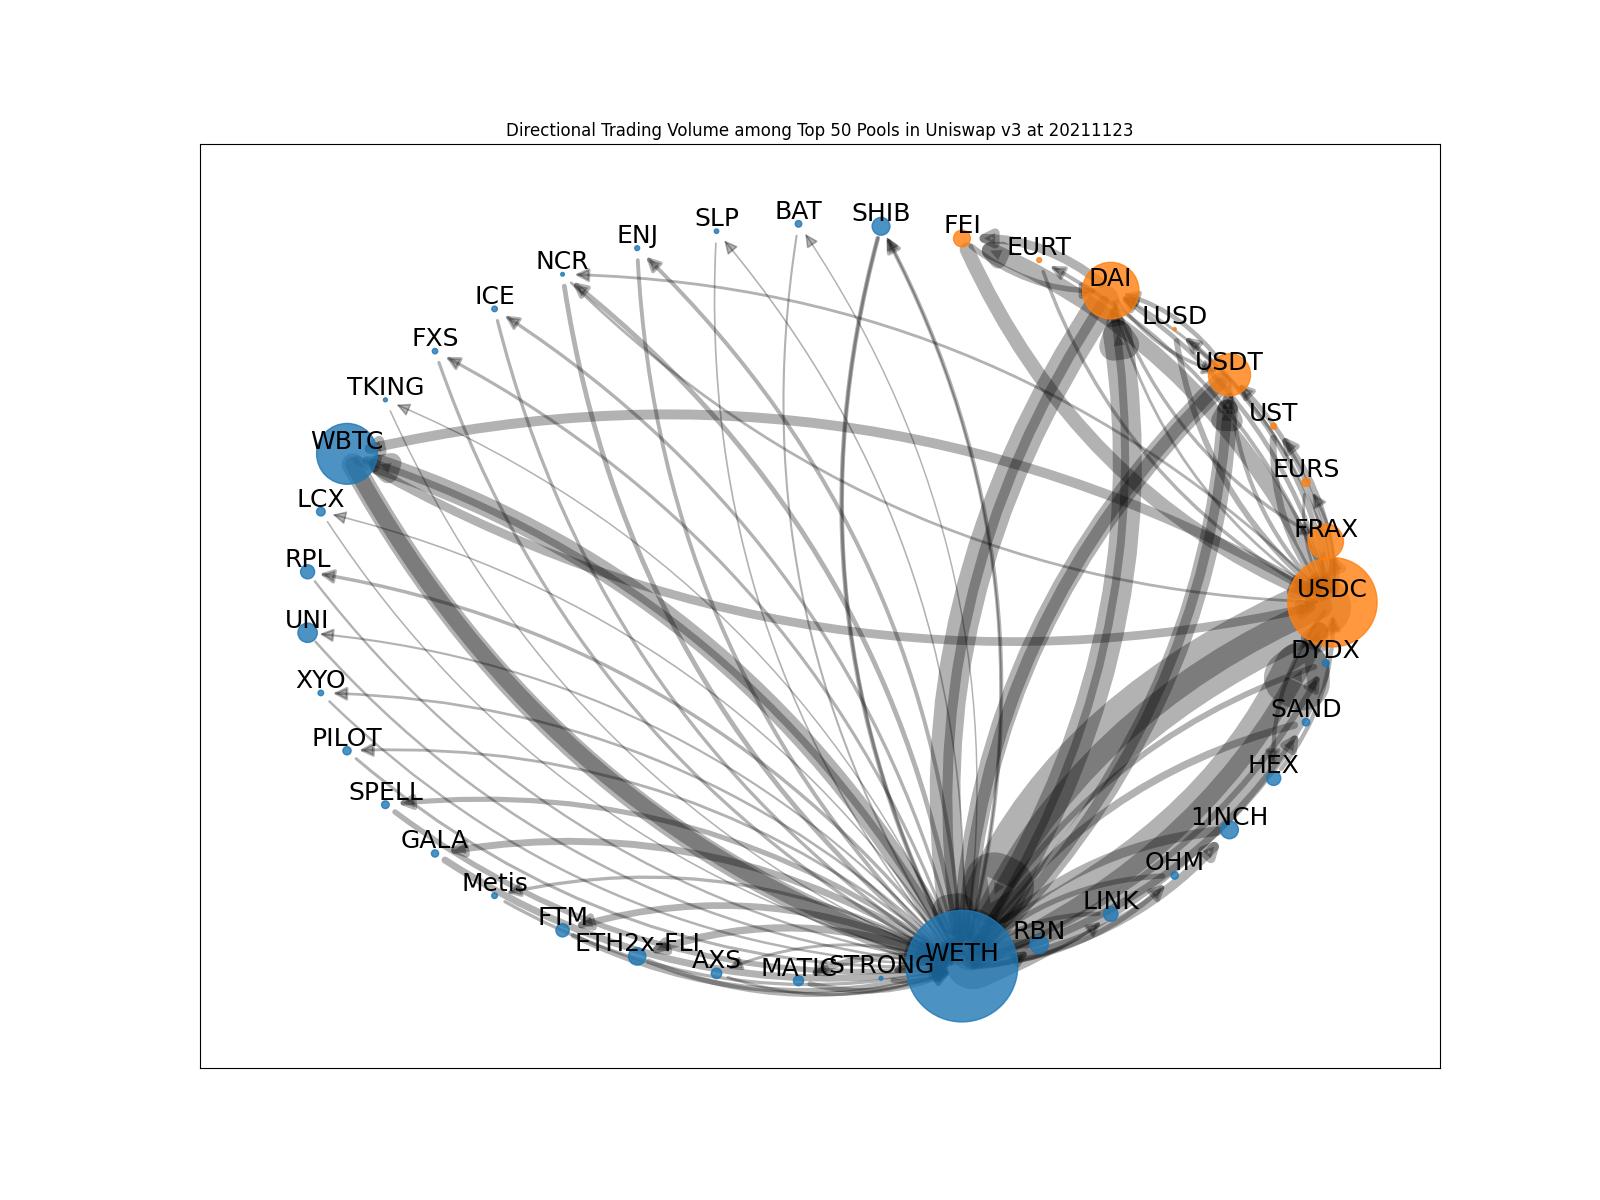 Directional Trading Volume among Top 50 Pools in Uniswap v3 at 20211123
SHIB
BAT
SLP
ENJ
NCR
ICE
FXS
TKING
WBTC
LCX
RPL
UNI
XYO
PILOT
SPELL
GALA
Metis
FTM
ETH2x-FLI
AXS
MATIC
STRONG
WETH
RBN
LINK
OHM
1INCH
HEX
SAND
DYDX
USDC
FRAX
EURS
UST
USDT
LUSD
DAI
EURT
FEI